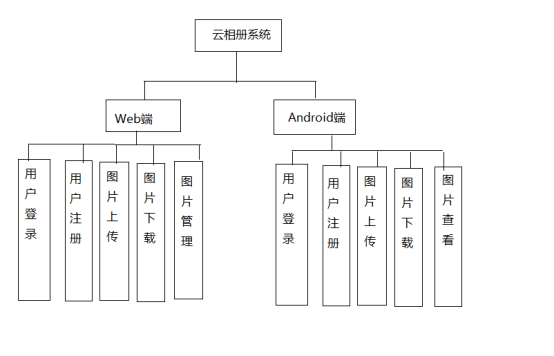 云相册系统
Web端
Android端
用户登录
用户注册
图片上传
图片下载
图片管理
用户登录
用户注册
图片上传
图片下载
图片查看